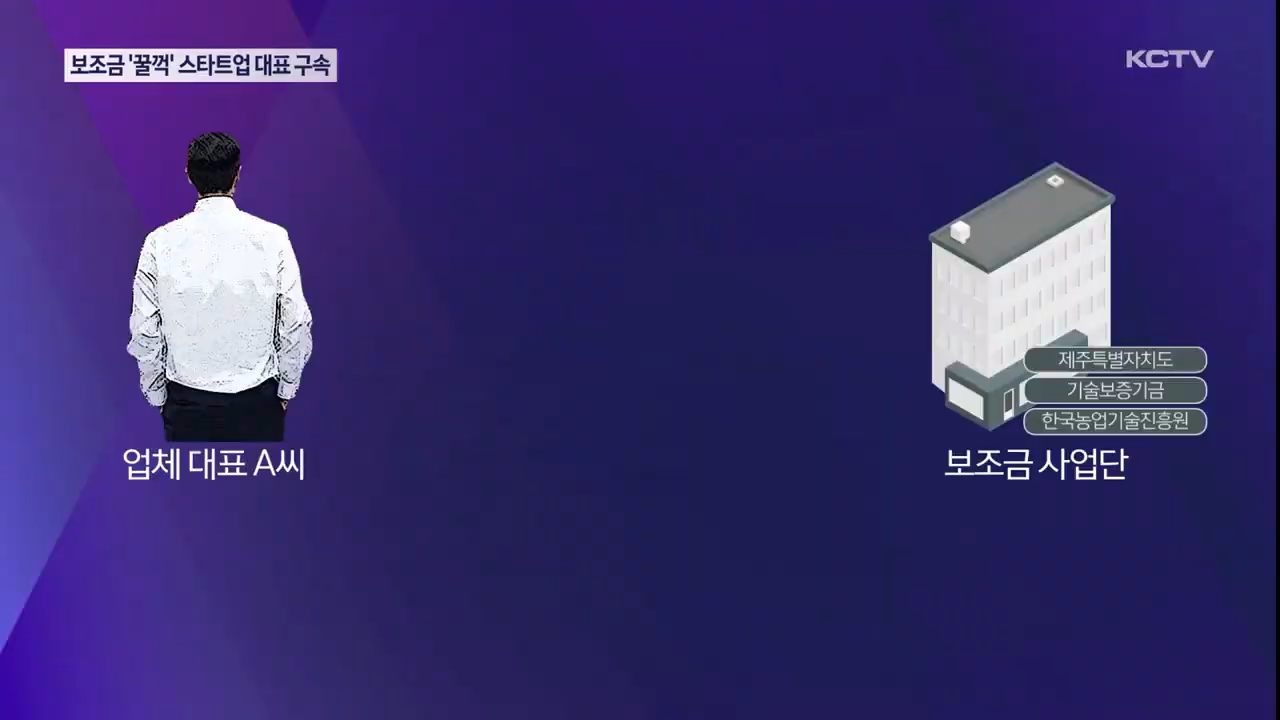 보조금 '꿀꺽' 스타트업 대표 구속
KCTV
제주특별자치도
기술보증기금
한국농업기술진흥원
업체 대표 A씨
보조금 사업단